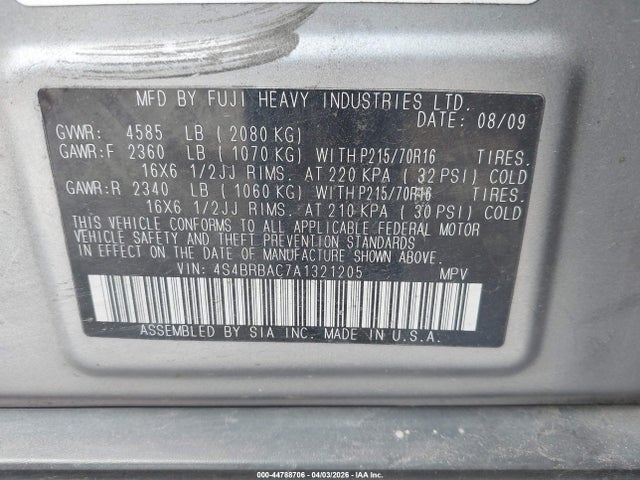 MFD BY FUJI HEAVY INDUSTRIES LTD.
DATE: 08/09
GVWR: 4585 LB (2080 KG)
GAWR:F 2360 LB (1070 KG) WITH P215/70R16 TIRES.
16X6 1/2JJ RIMS. AT 220 KPA (32 PSI) COLD
GAWR:R 2340 LB (1060 KG) WITH P215/70R16 TIRES.
16X6 1/2JJ RIMS. AT 210 KPA (30 PSI) COLD
THIS VEHICLE CONFORMS TO ALL APPLICABLE FEDERAL MOTOR
VEHICLE SAFETY AND THEFT PREVENTION STANDARDS
IN EFFECT ON THE DATE OF MANUFACTURE SHOWN ABOVE.
VIN: 4S4BRBAC7A1321205 MPV
ASSEMBLED BY SIA INC. MADE IN U.S.A.
000-44788706 - 04/03/2026 - IAA Inc.